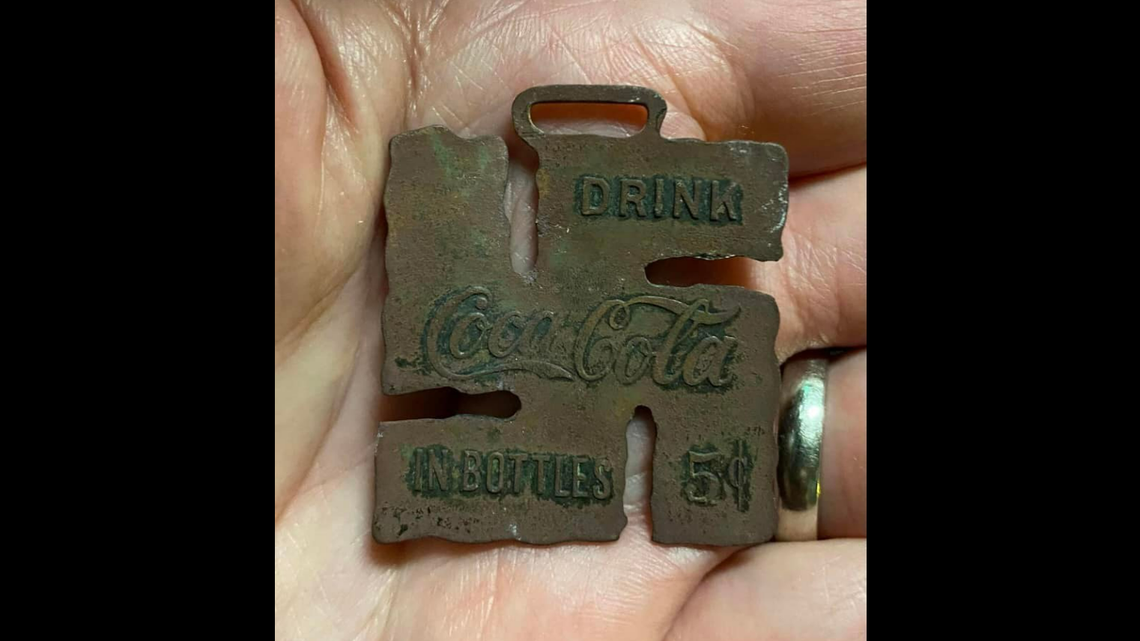 DRINK
Coca-Cola
IN BOTTLES 5¢